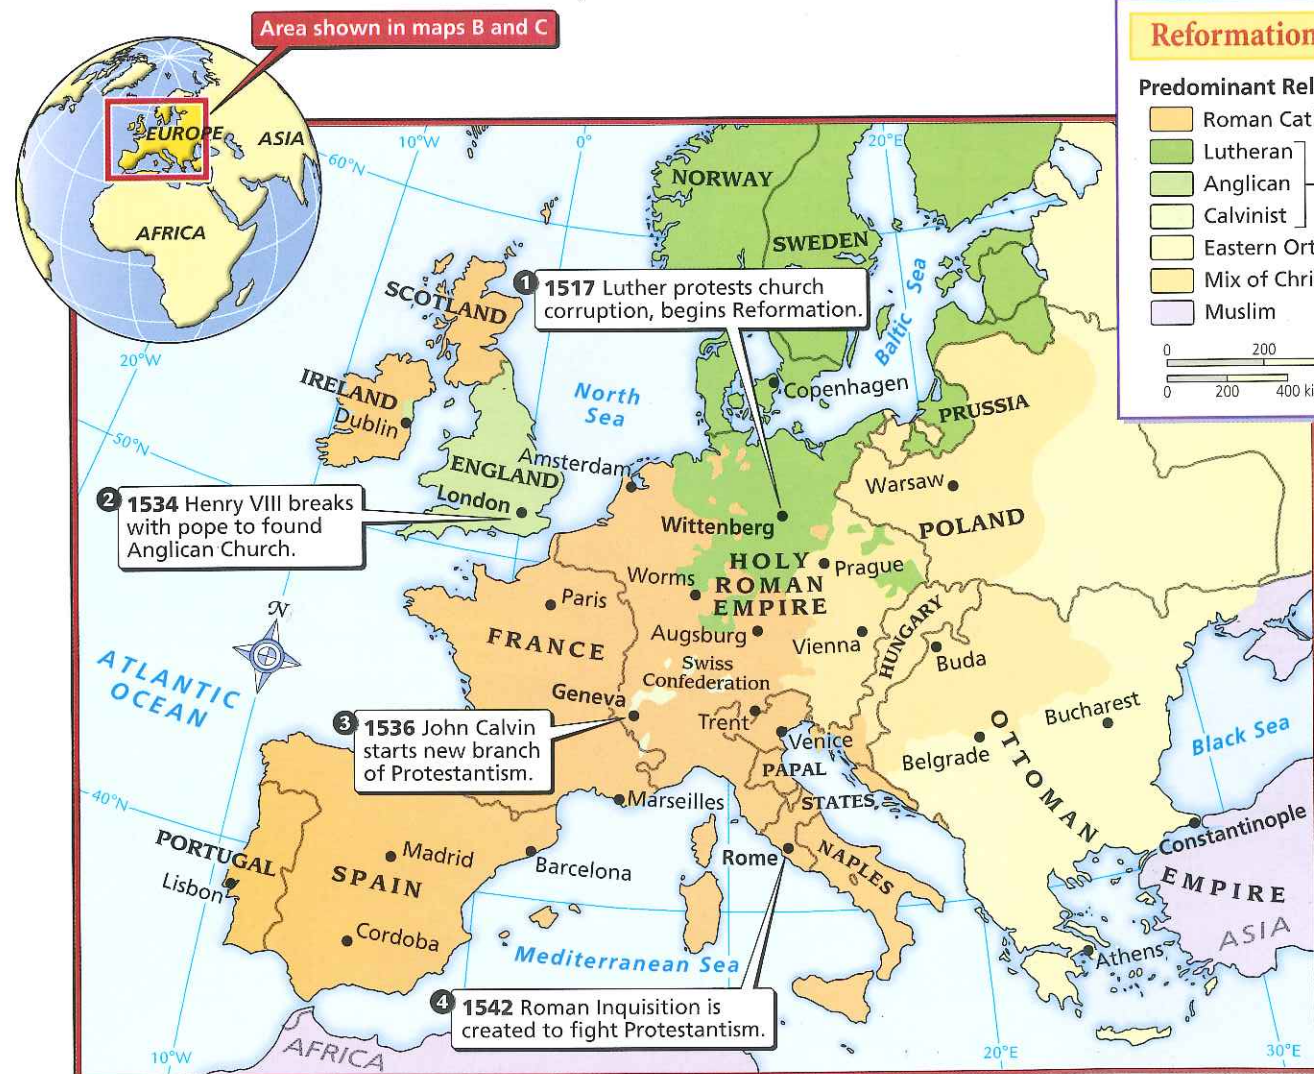 Area shown in maps B and C
EUROPE
ASIA
AFRICA
Reformation
Predominant Rel
Roman Cat
Lutheran
Anglican
Calvinist
Eastern Ort
Mix of Chri
Muslim
0 200
0 200 400 ki
10°W
0°
20°E
60°N
20°W
50°N
40°N
NORWAY
SWEDEN
SCOTLAND
1 1517 Luther protests church
corruption, begins Reformation.
Baltic Sea
IRELAND
Dublin
North
Sea
Copenhagen
PRUSSIA
ENGLAND
London
Amsterdam
2 1534 Henry VIII breaks
with pope to found
Anglican Church.
Warsaw
POLAND
Wittenberg
HOLY
ROMAN
EMPIRE
Prague
Worms
Paris
FRANCE
Augsburg
Vienna
HUNGARY
Buda
Swiss
Confederation
Geneva
N
ATLANTIC
OCEAN
3 1536 John Calvin
starts new branch
of Protestantism.
Trent
Venice
Belgrade
Bucharest
Black Sea
OTTOMAN
EMPIRE
PAPAL
STATES
Marseilles
Constantinople
PORTUGAL
Lisbon
Madrid
SPAIN
Barcelona
Rome
NAPLES
Cordoba
Mediterranean Sea
ASIA
Athens
4 1542 Roman Inquisition is
created to fight Protestantism.
AFRICA
10°W
20°E
30°E